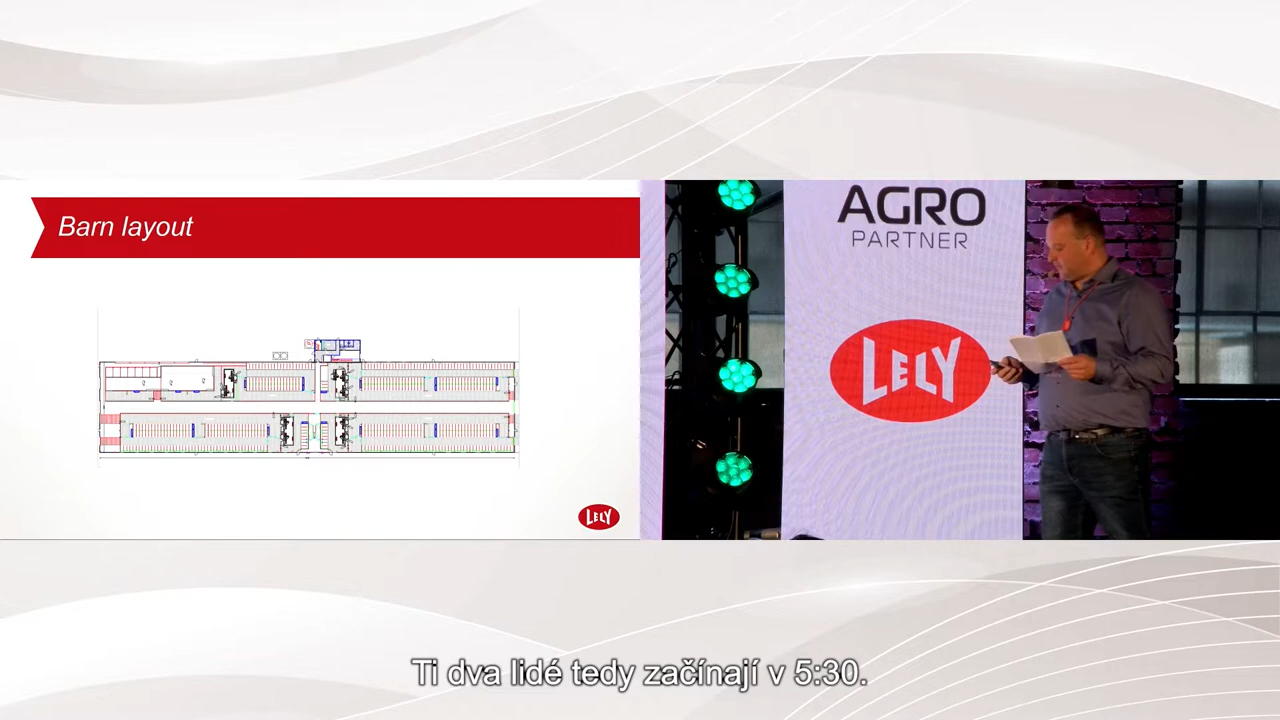 Barn layout
LELY
AGRO
PARTNER
LELY
Ti dva lidé tedy začínají v 5:30.